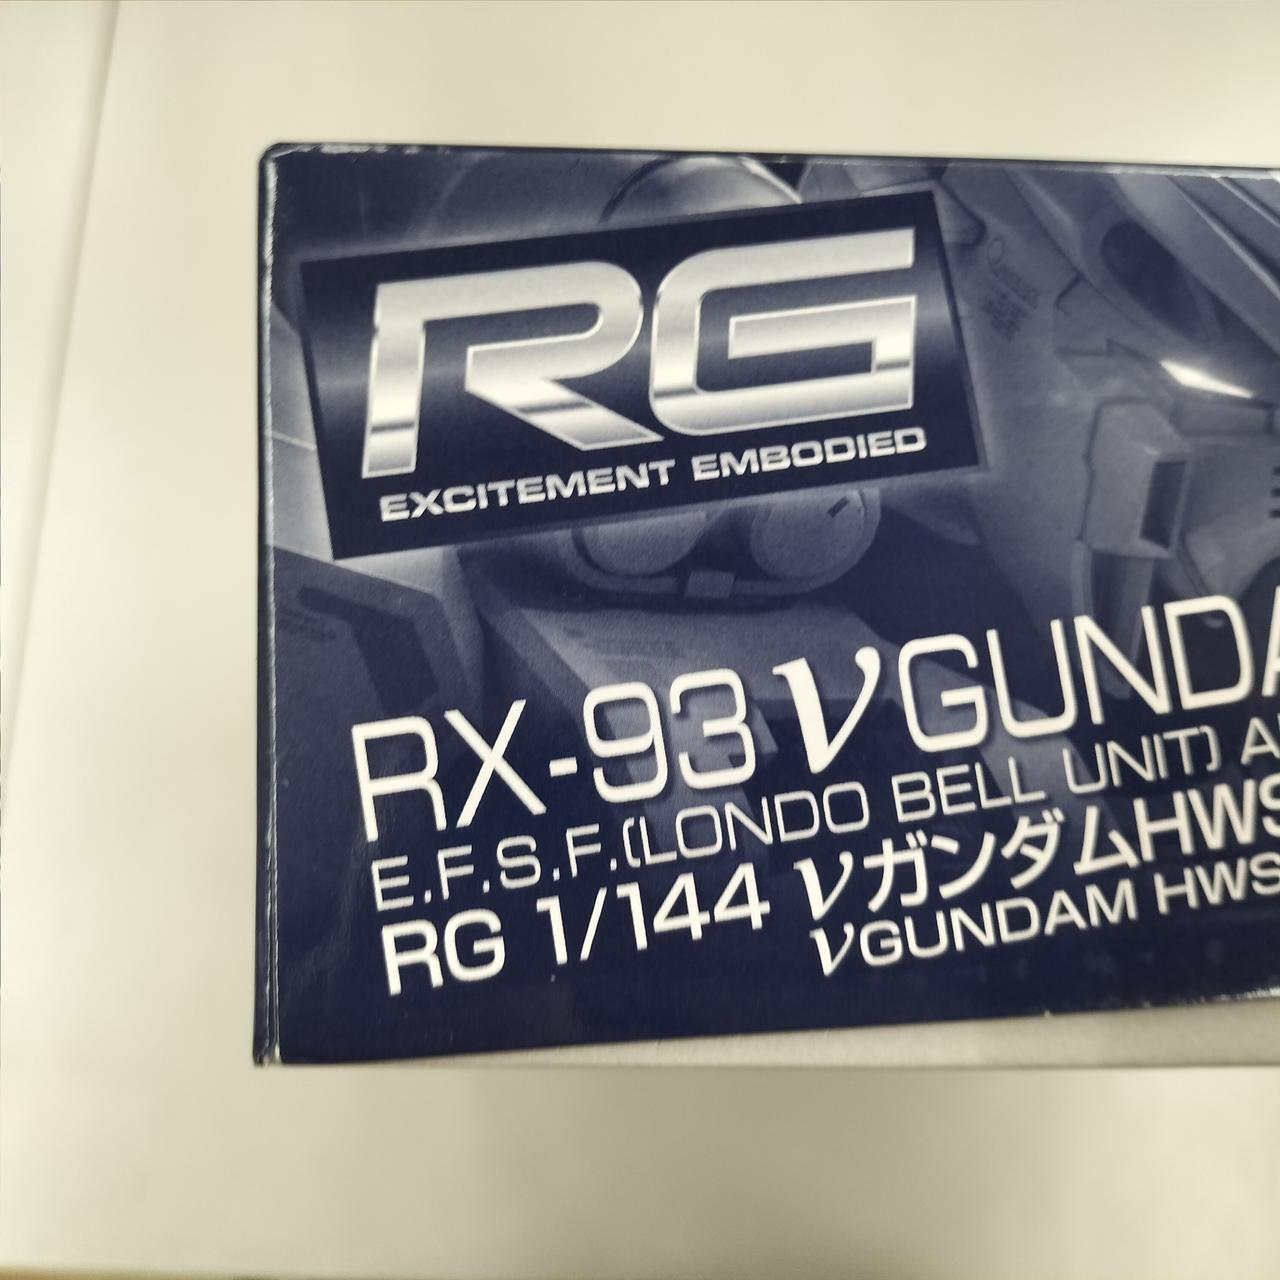 RG
EXCITEMENT EMBODIED
RX-93 νGUNDA
E.F.S.F.(LONDO BELL UNIT) A
RG 1/144 νガンダムHWS
νGUNDAM HWS